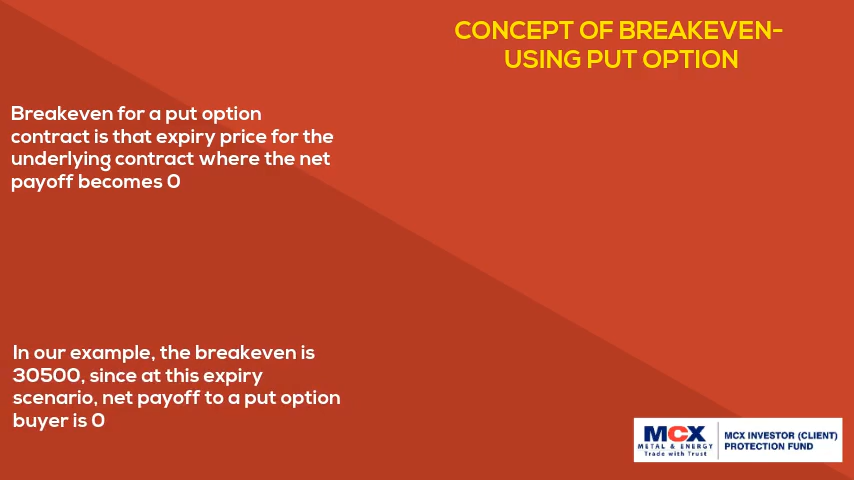 CONCEPT OF BREAKEVEN-
USING PUT OPTION
Breakeven for a put option
contract is that expiry price for the
underlying contract where the net
payoff becomes 0
In our example, the breakeven is
30500, since at this expiry
scenario, net payoff to a put option
buyer is 0
MCX
METAL & ENERGY
Trade with Trust
MCX INVESTOR (CLIENT)
PROTECTION FUND